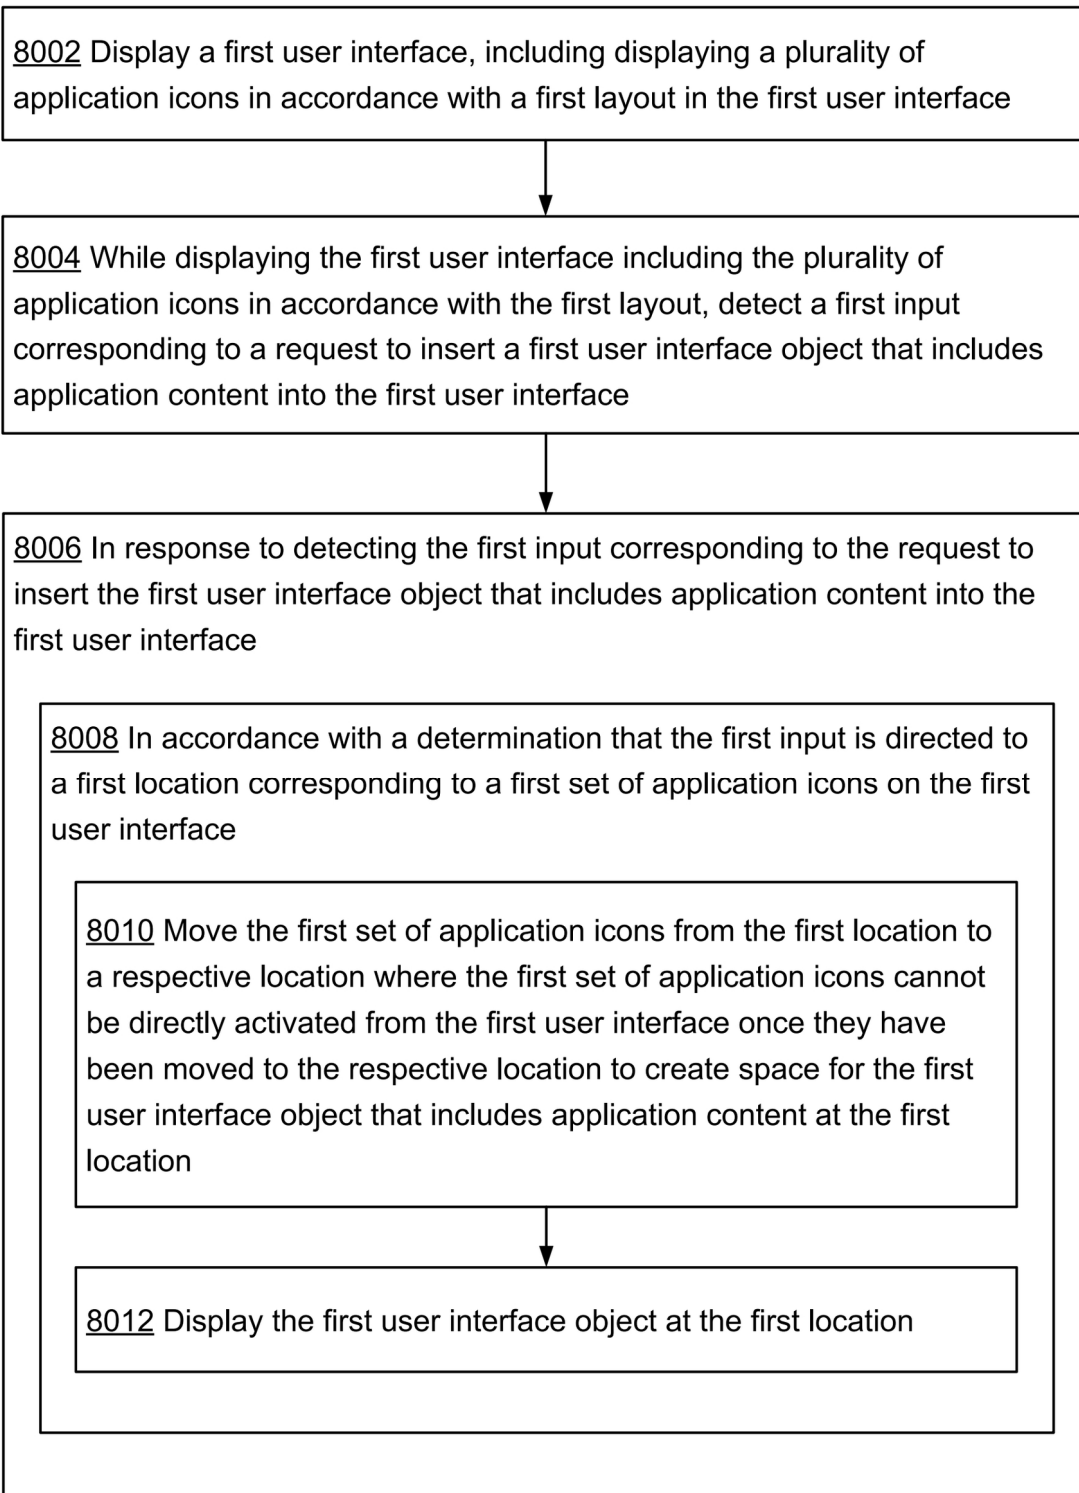 8002 Display a first user interface, including displaying a plurality of
application icons in accordance with a first layout in the first user interface
8004 While displaying the first user interface including the plurality of
application icons in accordance with the first layout, detect a first input
corresponding to a request to insert a first user interface object that includes
application content into the first user interface
8006 In response to detecting the first input corresponding to the request to
insert the first user interface object that includes application content into the
first user interface
8008 In accordance with a determination that the first input is directed to
a first location corresponding to a first set of application icons on the first
user interface
8010 Move the first set of application icons from the first location to
a respective location where the first set of application icons cannot
be directly activated from the first user interface once they have
been moved to the respective location to create space for the first
user interface object that includes application content at the first
location
8012 Display the first user interface object at the first location